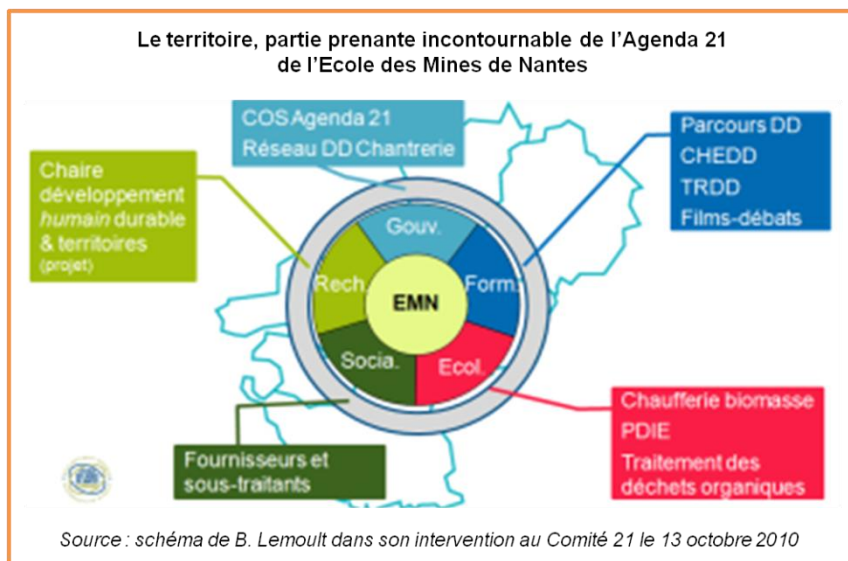 Le territoire, partie prenante incontournable de l'Agenda 21
de l'Ecole des Mines de Nantes
COS Agenda 21
Réseau DD Chantrerie
Parcours DD
CHEDD
TRDD
Films-débats
Chaire
développement
humain durable
& territoires
(projet)
Gouv.
Rech.
Form.
EMN
Socia.
Ecol.
Chaufferie biomasse
PDIE
Traitement des
déchets organiques
Fournisseurs et
sous-traitants
Source : schéma de B. Lemoult dans son intervention au Comité 21 le 13 octobre 2010